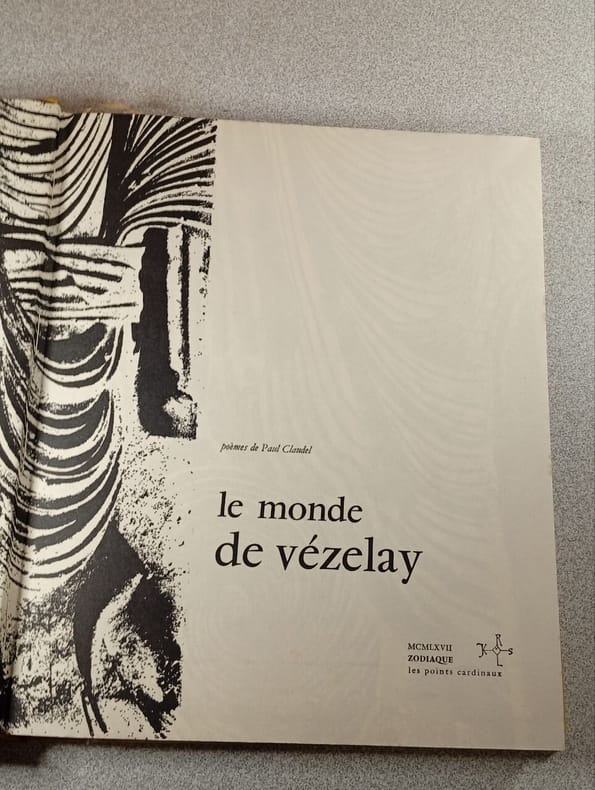 poèmes de Paul Claudel
le monde
de vézelay
MCMLXVII
ZODIAQUE
les points cardinaux